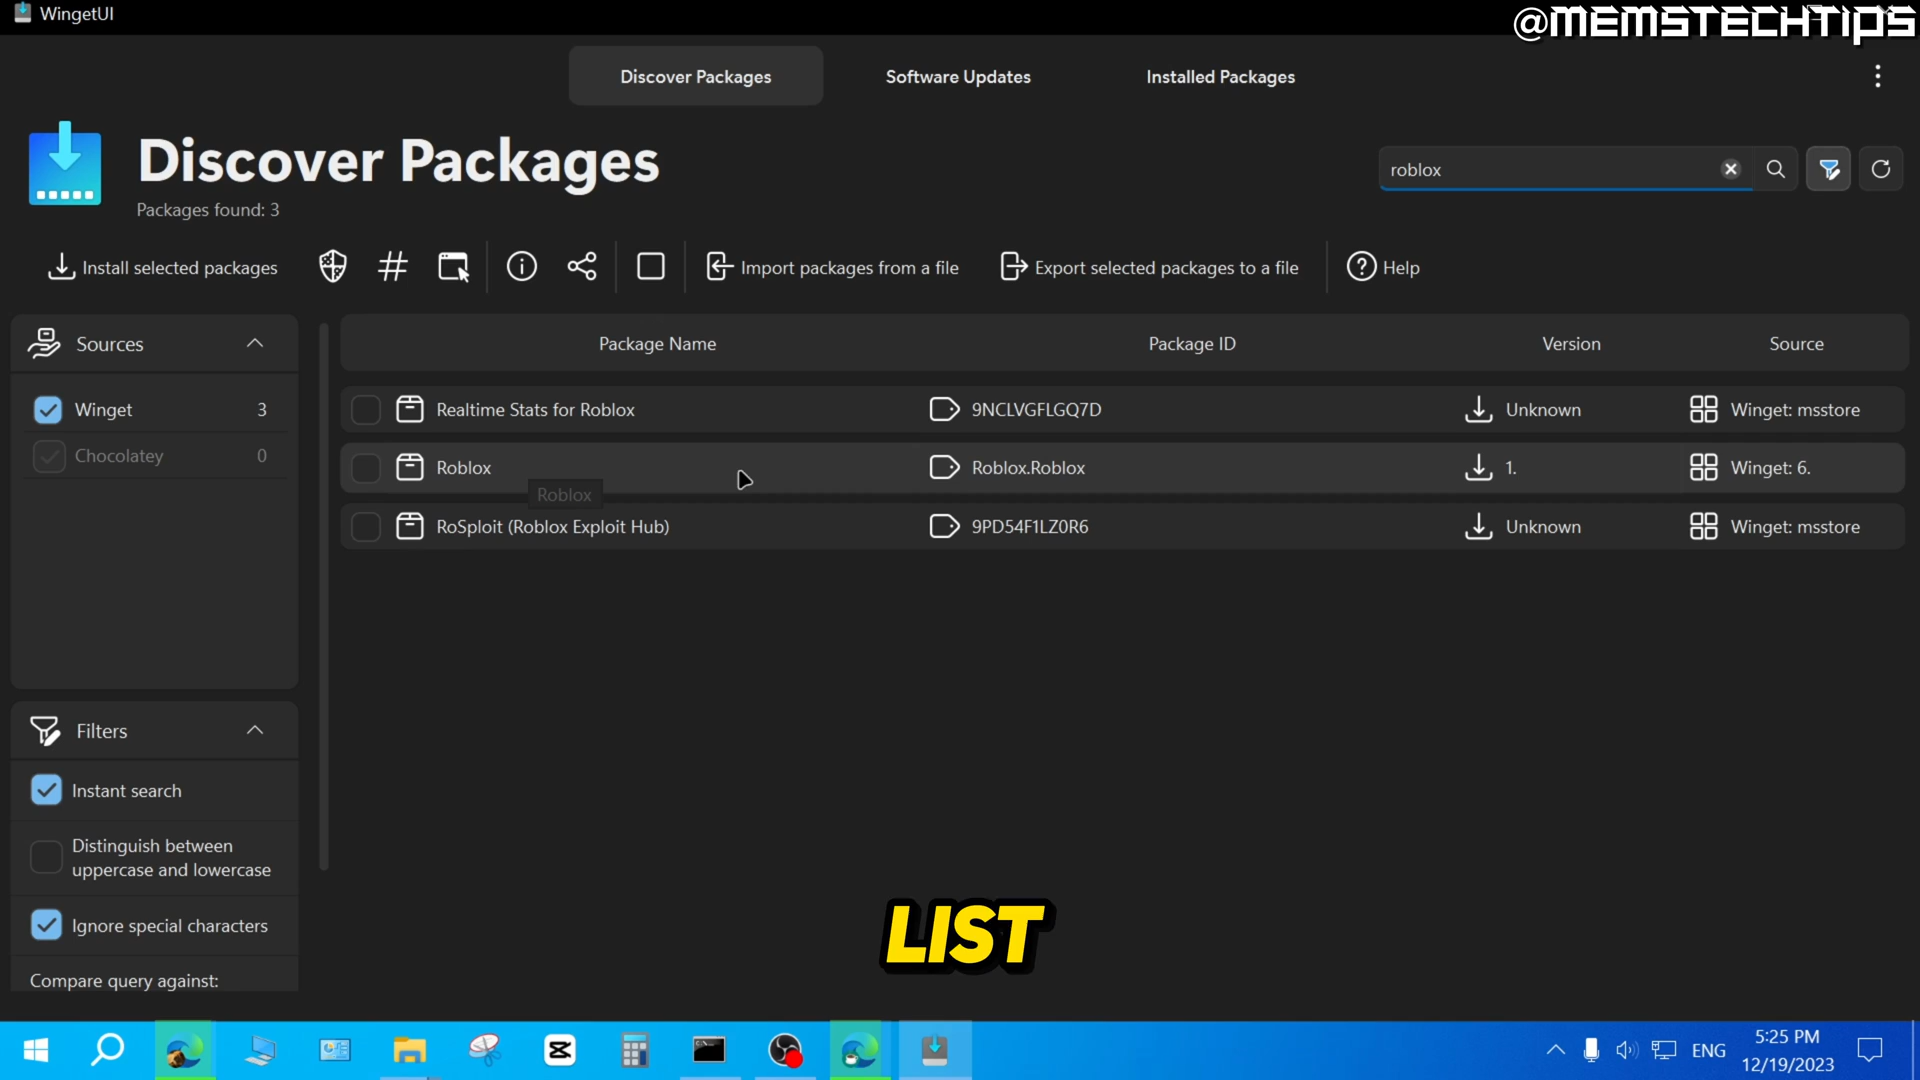 WingetUI
@MEMSTECHTIPS
Discover Packages
Software Updates
Installed Packages
Discover Packages
Packages found: 3
roblox
Install selected packages
Import packages from a file
Export selected packages to a file
Help
Sources
Package Name
Package ID
Version
Source
Winget
3
Chocolatey
0
Realtime Stats for Roblox
9NCLVGFLGQ7D
Unknown
Winget: msstore
Roblox
Roblox.Roblox
1.
Winget: 6.
Roblox
RoSploit (Roblox Exploit Hub)
9PD54F1LZ0R6
Unknown
Winget: msstore
Filters
Instant search
Distinguish between
uppercase and lowercase
Ignore special characters
Compare query against:
LIST
ENG
5:25 PM
12/19/2023